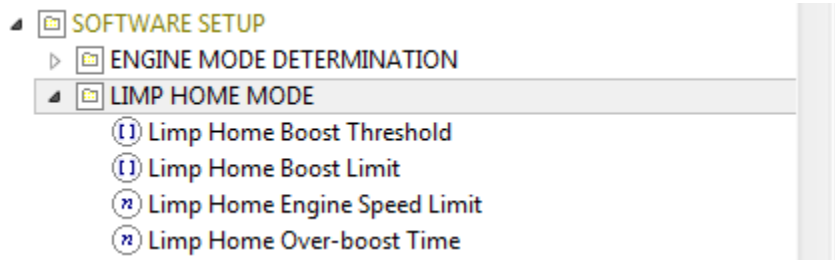 SOFTWARE SETUP
ENGINE MODE DETERMINATION
LIMP HOME MODE
[ ] Limp Home Boost Threshold
[ ] Limp Home Boost Limit
n Limp Home Engine Speed Limit
n Limp Home Over-boost Time